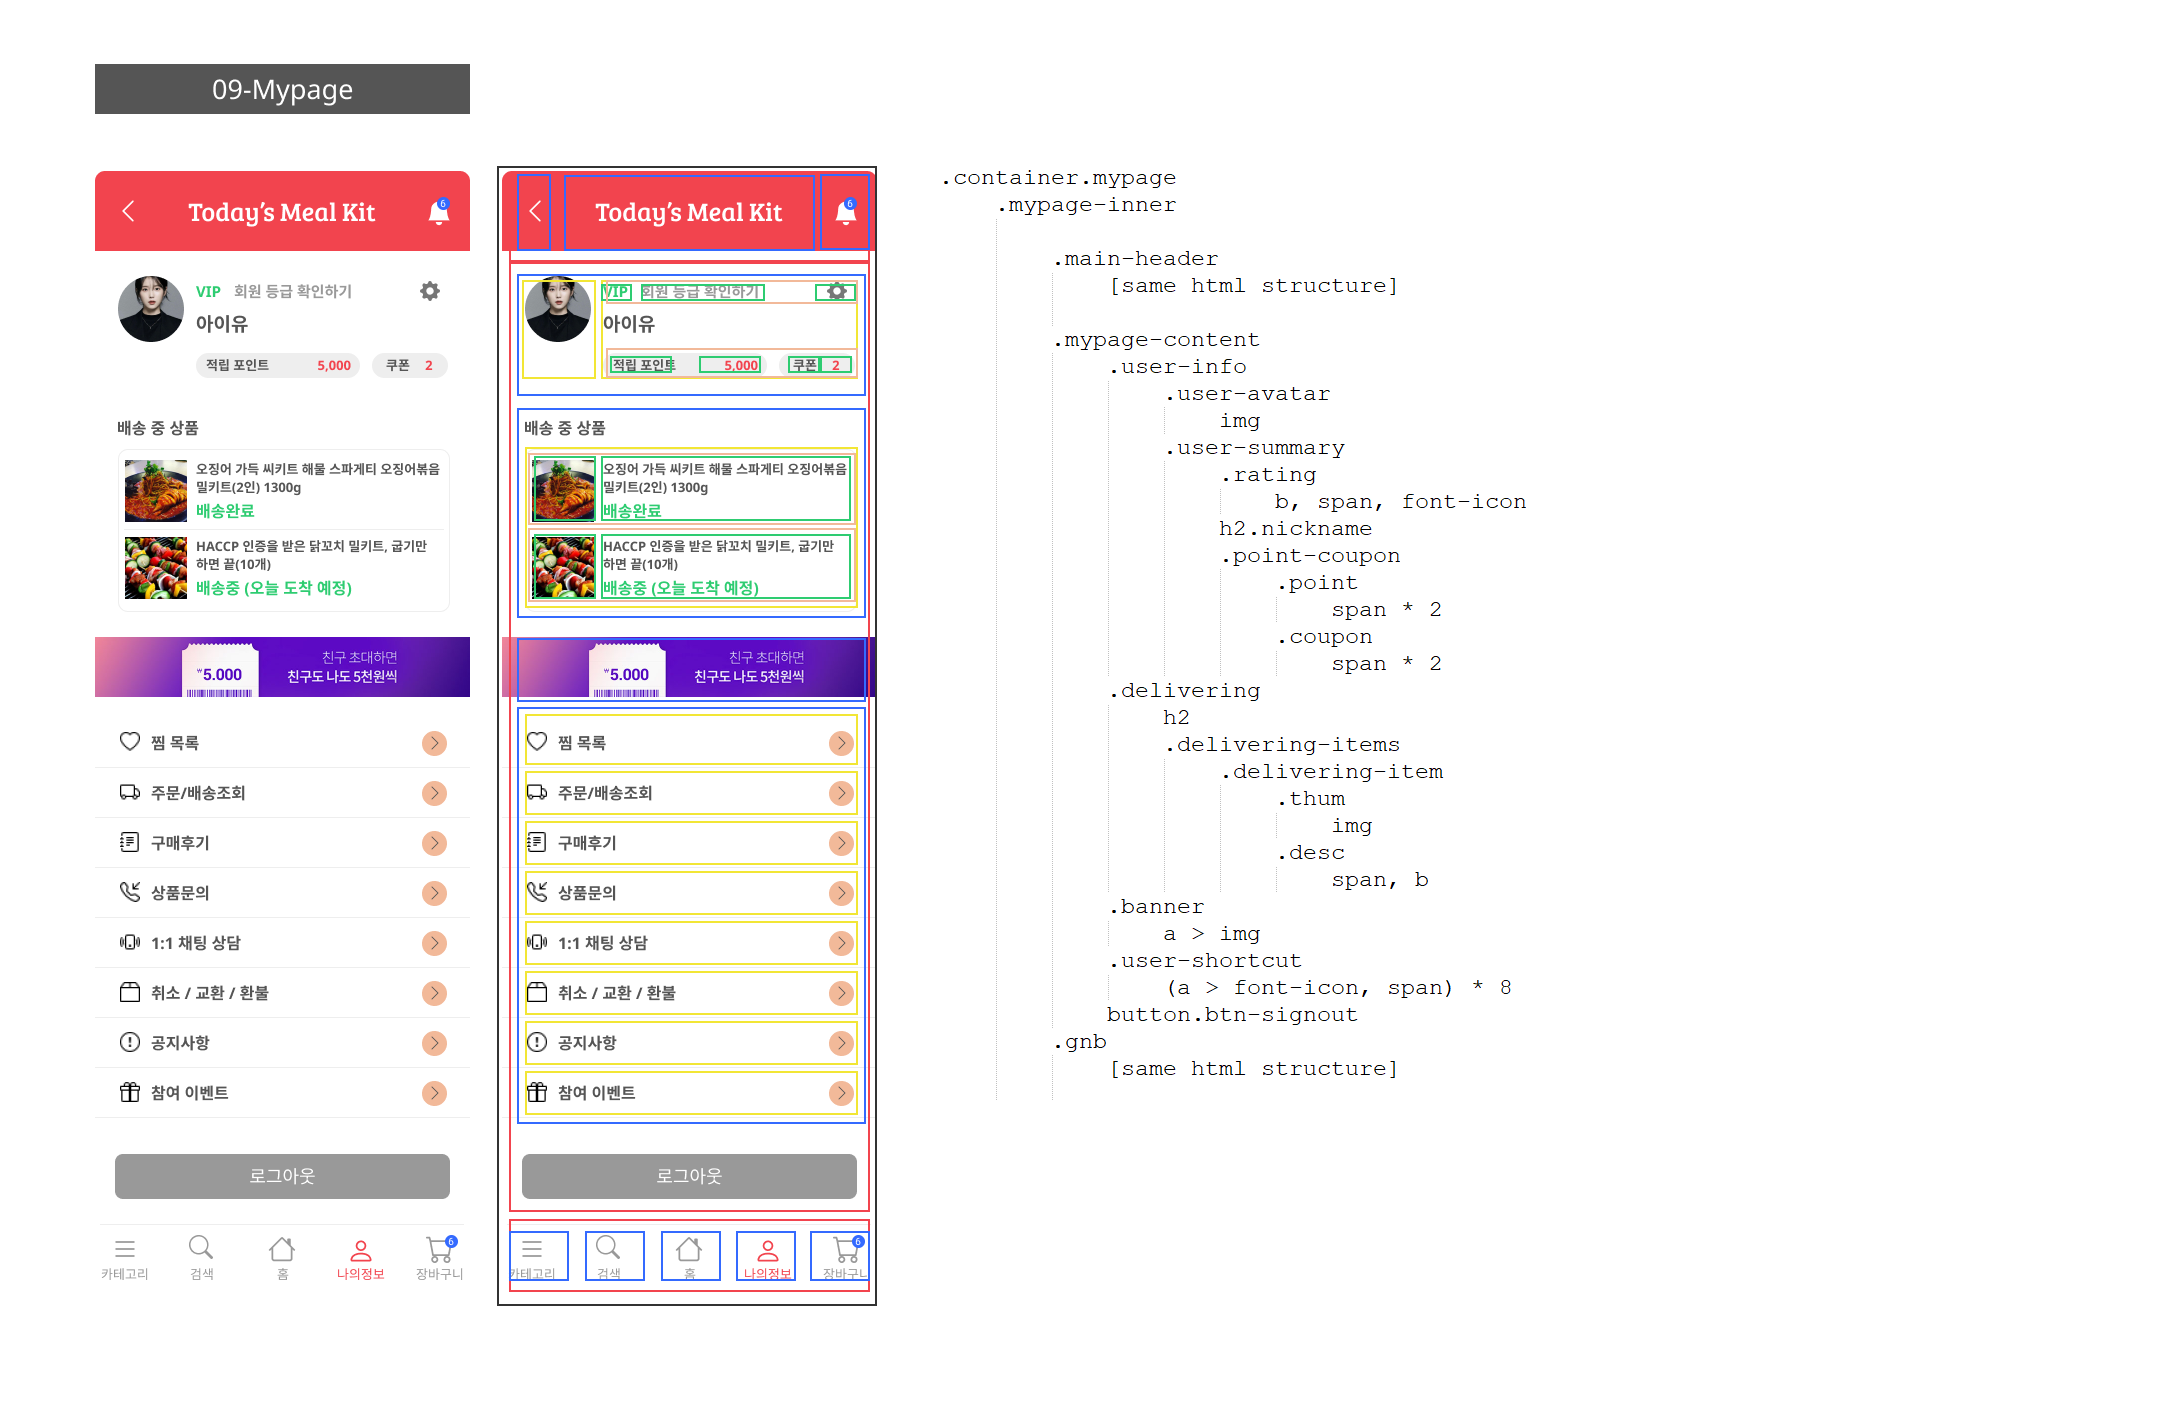 09-Mypage
Today's Meal Kit
6
VIP 회원 등급 확인하기
아이유
적립 포인트 5,000 쿠폰 2
배송 중 상품
오징어 가득 씨키트 해물 스파게티 오징어볶음
밀키트(2인) 1300g
배송완료
HACCP 인증을 받은 닭꼬치 밀키트, 굽기만
하면 끝(10개)
배송중 (오늘 도착 예정)
₩5.000
친구 초대하면
친구도 나도 5천원씩
찜 목록
주문/배송조회
구매후기
상품문의
1:1 채팅 상담
취소 / 교환 / 환불
공지사항
참여 이벤트
로그아웃
6
카테고리 검색 홈 나의정보 장바구니
Today's Meal Kit
6
VIP 회원 등급 확인하기
아이유
적립 포인트 5,000 쿠폰 2
배송 중 상품
오징어 가득 씨키트 해물 스파게티 오징어볶음
밀키트(2인) 1300g
배송완료
HACCP 인증을 받은 닭꼬치 밀키트, 굽기만
하면 끝(10개)
배송중 (오늘 도착 예정)
₩5.000
친구 초대하면
친구도 나도 5천원씩
찜 목록
주문/배송조회
구매후기
상품문의
1:1 채팅 상담
취소 / 교환 / 환불
공지사항
참여 이벤트
로그아웃
6
카테고리 검색 홈 나의정보 장바구니
.container.mypage
.mypage-inner
.main-header
[same html structure]
.mypage-content
.user-info
.user-avatar
img
.user-summary
.rating
b, span, font-icon
h2.nickname
.point-coupon
.point
span * 2
.coupon
span * 2
.delivering
h2
.delivering-items
.delivering-item
.thum
img
.desc
span, b
.banner
a > img
.user-shortcut
(a > font-icon, span) * 8
button.btn-signout
.gnb
[same html structure]